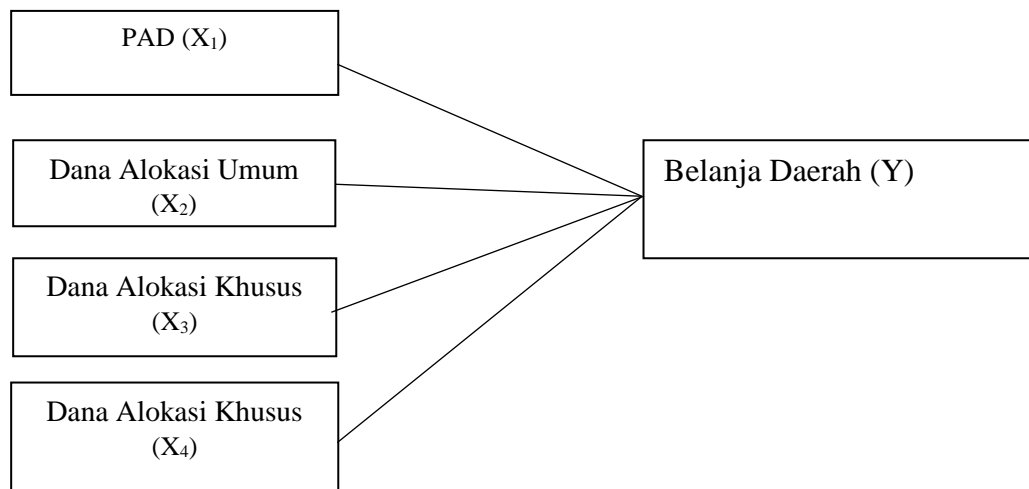 PAD (X₁)
Dana Alokasi Umum
(X₂)
Belanja Daerah (Y)
Dana Alokasi Khusus
(X₃)
Dana Alokasi Khusus
(X₄)